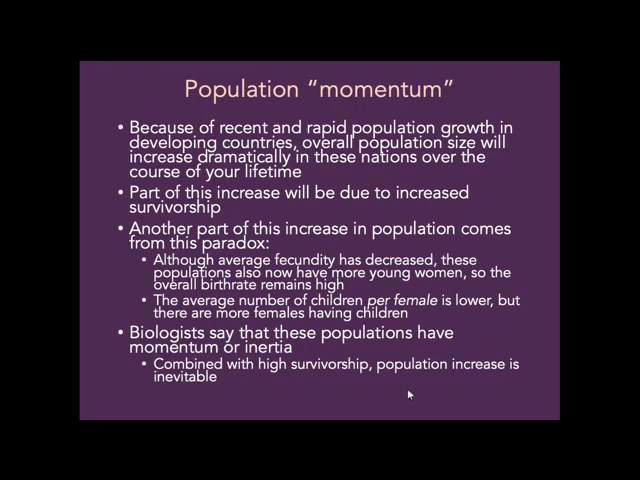 Population “momentum”
• Because of recent and rapid population growth in
developing countries, overall population size will
increase dramatically in these nations over the
course of your lifetime
• Part of this increase will be due to increased
survivorship
• Another part of this increase in population comes
from this paradox:
• Although average fecundity has decreased, these
populations also now have more young women, so the
overall birthrate remains high
• The average number of children per female is lower, but
there are more females having children
• Biologists say that these populations have
momentum or inertia
• Combined with high survivorship, population increase is
inevitable